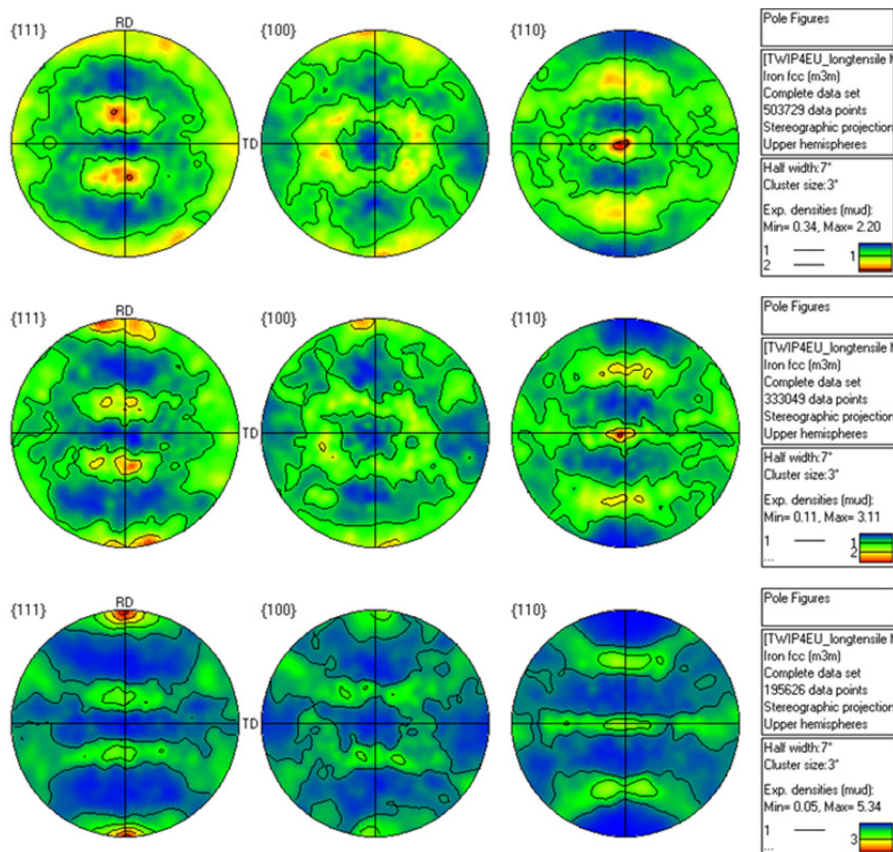 RD
{111}
{100}
{110}
TD
Pole Figures
[TWIP4EU_longtensile
Iron fcc (m3m)
Complete data set
503729 data points
Stereographic projection
Upper hemispheres
Half width:7°
Cluster size:3°
Exp. densities (mud):
Min= 0.34, Max= 2.20
1
2
1
RD
{111}
{100}
{110}
TD
Pole Figures
[TWIP4EU_longtensile
Iron fcc (m3m)
Complete data set
333049 data points
Stereographic projection
Upper hemispheres
Half width:7°
Cluster size:3°
Exp. densities (mud):
Min= 0.11, Max= 3.11
1
...
1
2
RD
{111}
{100}
{110}
TD
Pole Figures
[TWIP4EU_longtensile
Iron fcc (m3m)
Complete data set
195626 data points
Stereographic projection
Upper hemispheres
Half width:7°
Cluster size:3°
Exp. densities (mud):
Min= 0.05, Max= 5.34
1
...
3